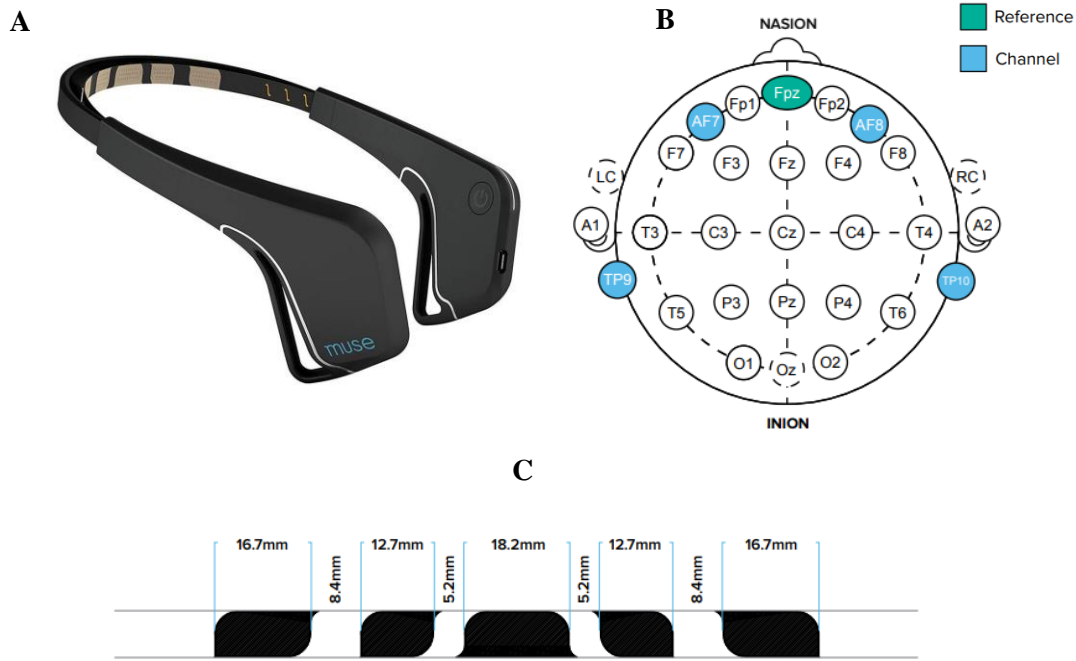 A
muse
B
NASION
Reference
Channel
Fpz
Fp1
Fp2
AF7
AF8
F7
F3
Fz
F4
F8
LC
RC
A1
T3
C3
Cz
C4
T4
A2
TP9
TP10
T5
P3
Pz
P4
T6
O1
Oz
O2
INION
C
16.7mm
8.4mm
12.7mm
5.2mm
18.2mm
5.2mm
12.7mm
8.4mm
16.7mm